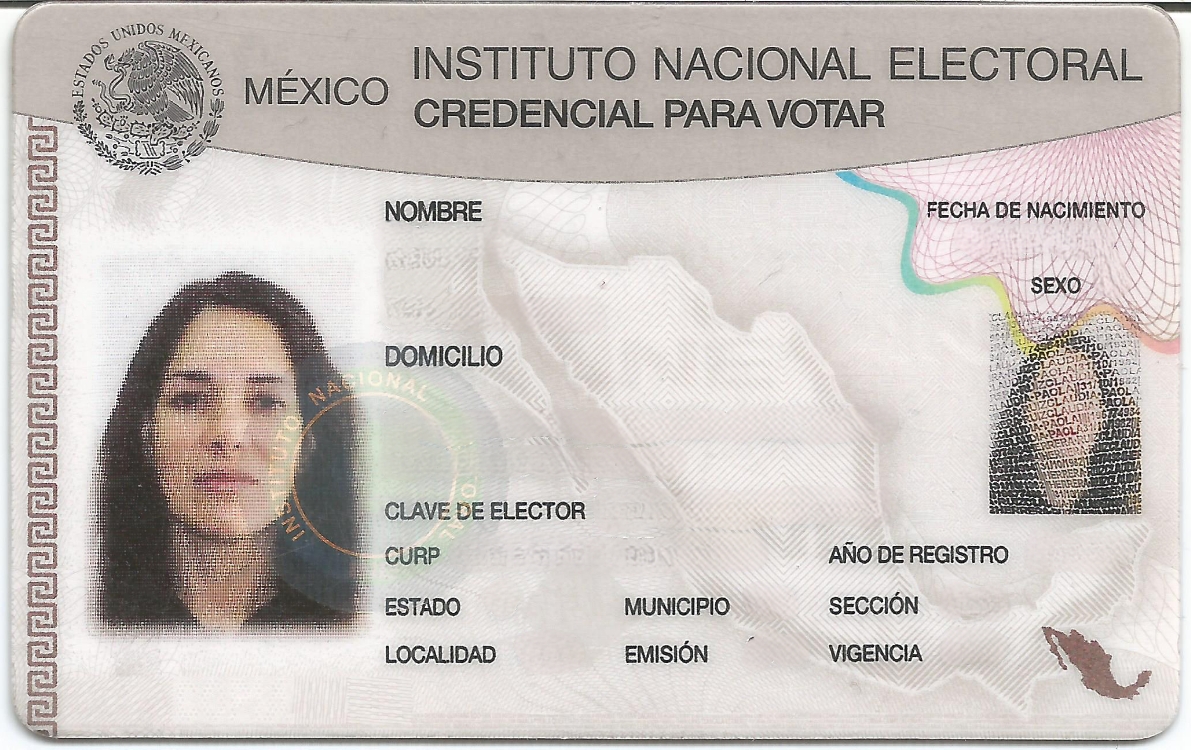 ESTADOS UNIDOS MEXICANOS
MÉXICO
INSTITUTO NACIONAL ELECTORAL
CREDENCIAL PARA VOTAR
NOMBRE
FECHA DE NACIMIENTO
SEXO
DOMICILIO
INSTITUTO NACIONAL
CLAVE DE ELECTOR
CURP
AÑO DE REGISTRO
ESTADO
MUNICIPIO
SECCIÓN
LOCALIDAD
EMISIÓN
VIGENCIA